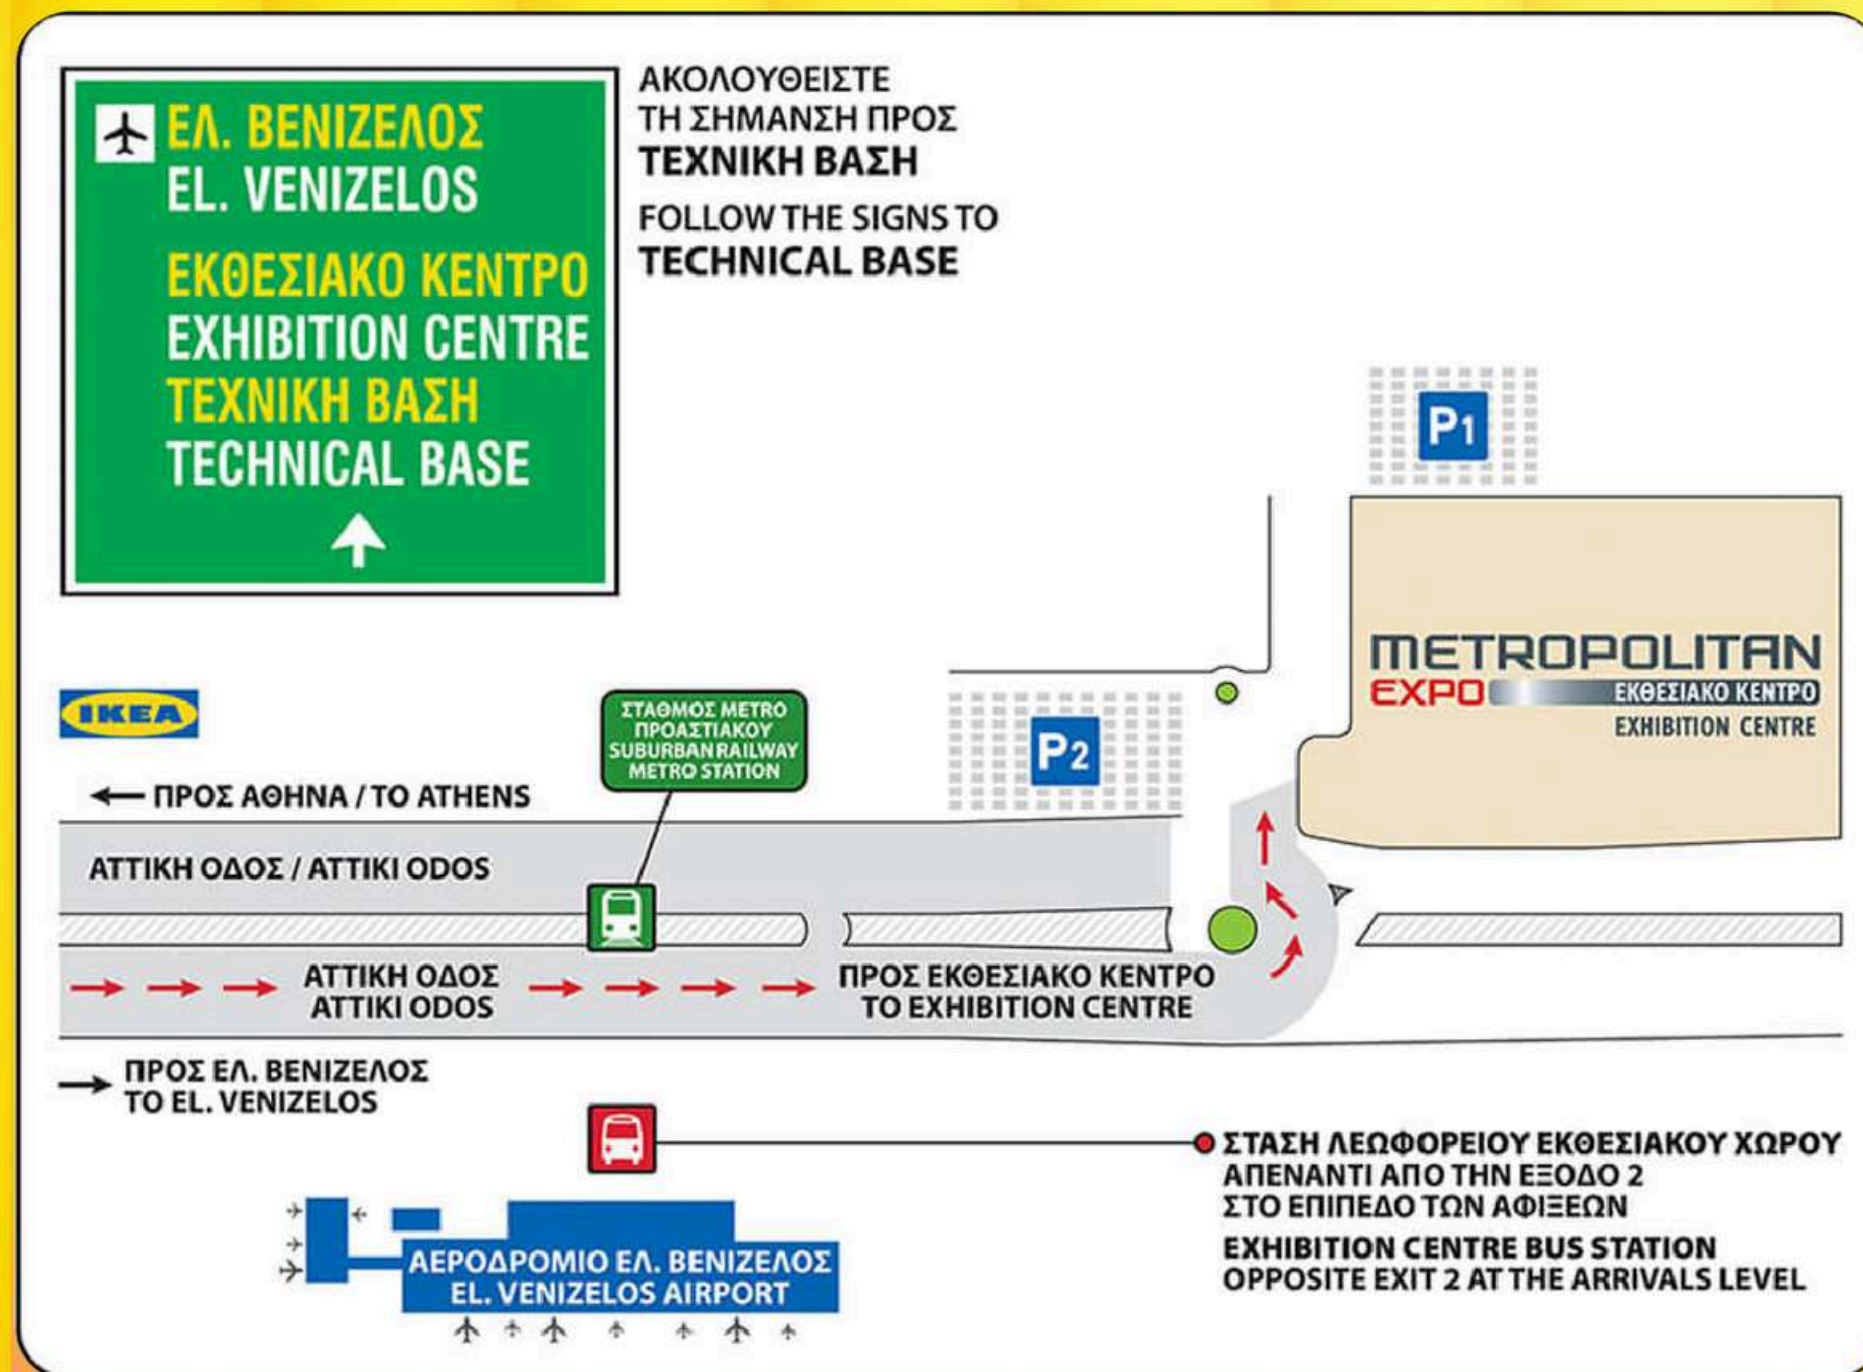 ΕΛ. ΒΕΝΙΖΕΛΟΣ
EL. VENIZELOS
ΕΚΘΕΣΙΑΚΟ ΚΕΝΤΡΟ
EXHIBITION CENTRE
ΤΕΧΝΙΚΗ ΒΑΣΗ
TECHNICAL BASE
ΑΚΟΛΟΥΘΕΙΣΤΕ
ΤΗ ΣΗΜΑΝΣΗ ΠΡΟΣ
ΤΕΧΝΙΚΗ ΒΑΣΗ
FOLLOW THE SIGNS TO
TECHNICAL BASE
P1
METROPOLITAN
EXPO ΕΚΘΕΣΙΑΚΟ ΚΕΝΤΡΟ
EXHIBITION CENTRE
IKEA
ΣΤΑΘΜΟΣ ΜΕΤΡΟ
ΠΡΟΑΣΤΙΑΚΟΥ
SUBURBAN RAILWAY
METRO STATION
P2
ΠΡΟΣ ΑΘΗΝΑ / TO ATHENS
ΑΤΤΙΚΗ ΟΔΟΣ / ATTIKI ODOS
ΑΤΤΙΚΗ ΟΔΟΣ
ATTIKI ODOS
ΠΡΟΣ ΕΚΘΕΣΙΑΚΟ ΚΕΝΤΡΟ
TO EXHIBITION CENTRE
ΠΡΟΣ ΕΛ. ΒΕΝΙΖΕΛΟΣ
TO EL. VENIZELOS
ΣΤΑΣΗ ΛΕΩΦΟΡΕΙΟΥ ΕΚΘΕΣΙΑΚΟΥ ΧΩΡΟΥ
ΑΠΕΝΑΝΤΙ ΑΠΟ ΤΗΝ ΕΞΟΔΟ 2
ΣΤΟ ΕΠΙΠΕΔΟ ΤΩΝ ΑΦΙΞΕΩΝ
EXHIBITION CENTRE BUS STATION
OPPOSITE EXIT 2 AT THE ARRIVALS LEVEL
ΑΕΡΟΔΡΟΜΙΟ ΕΛ. ΒΕΝΙΖΕΛΟΣ
EL. VENIZELOS AIRPORT